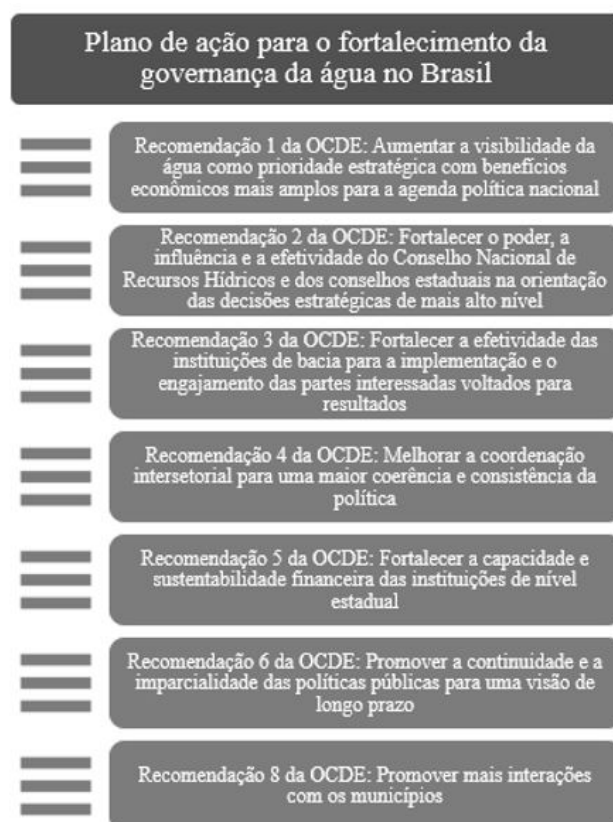 Plano de ação para o fortalecimento da
governança da água no Brasil
Recomendação 1 da OCDE: Aumentar a visibilidade da
água como prioridade estratégica com benefícios
econômicos mais amplos para a agenda política nacional
Recomendação 2 da OCDE: Fortalecer o poder, a
influência e a efetividade do Conselho Nacional de
Recursos Hídricos e dos conselhos estaduais na orientação
das decisões estratégicas de mais alto nível
Recomendação 3 da OCDE: Fortalecer a efetividade das
instituições de bacia para a implementação e o
engajamento das partes interessadas voltados para
resultados
Recomendação 4 da OCDE: Melhorar a coordenação
intersetorial para uma maior coerência e consistência da
política
Recomendação 5 da OCDE: Fortalecer a capacidade e
sustentabilidade financeira das instituições de nível
estadual
Recomendação 6 da OCDE: Promover a continuidade e a
imparcialidade das políticas públicas para uma visão de
longo prazo
Recomendação 8 da OCDE: Promover mais interações
com os municípios